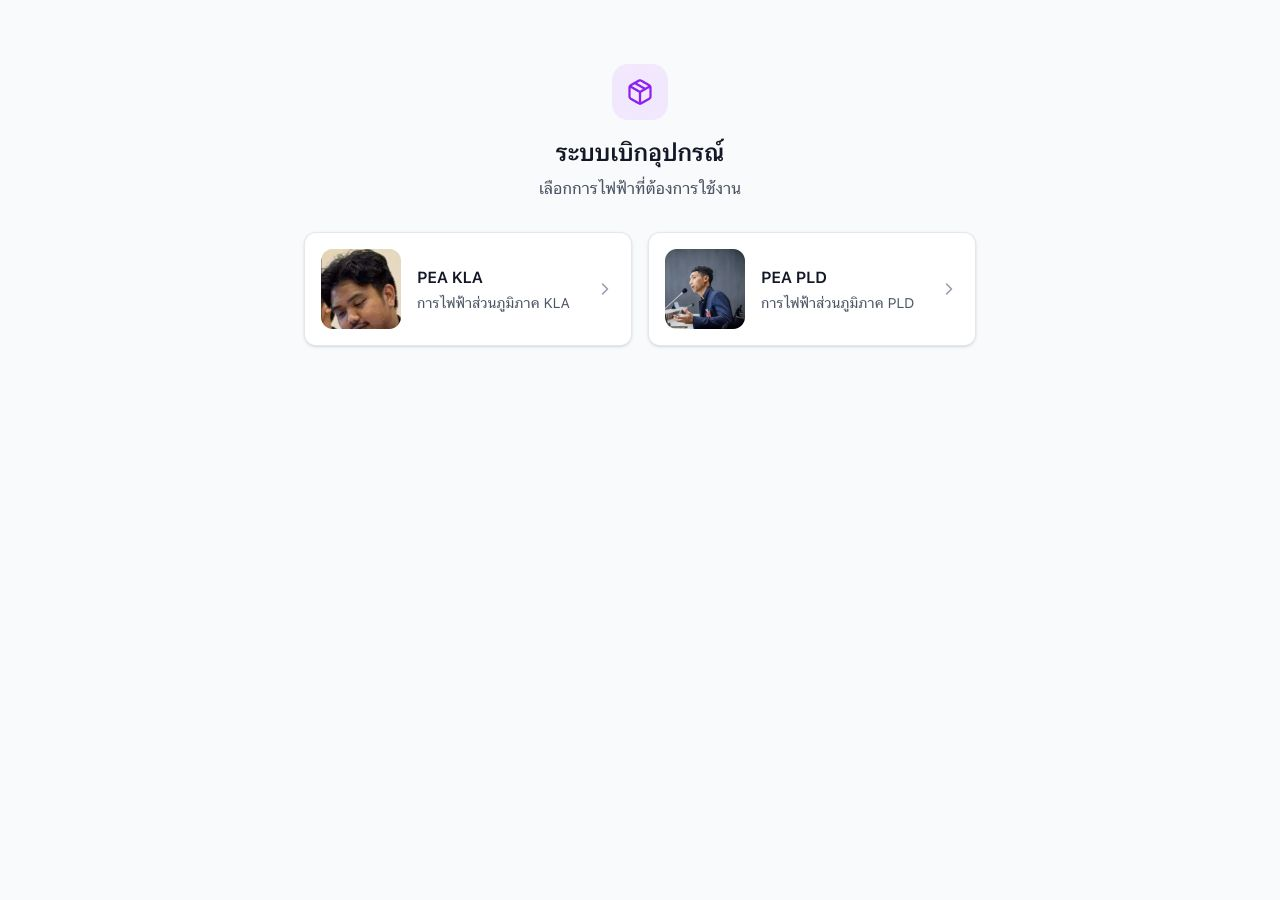 ระบบเบิกอุปกรณ์
เลือกการไฟฟ้าที่ต้องการใช้งาน
PEA KLA
การไฟฟ้าส่วนภูมิภาค KLA
PEA PLD
การไฟฟ้าส่วนภูมิภาค PLD